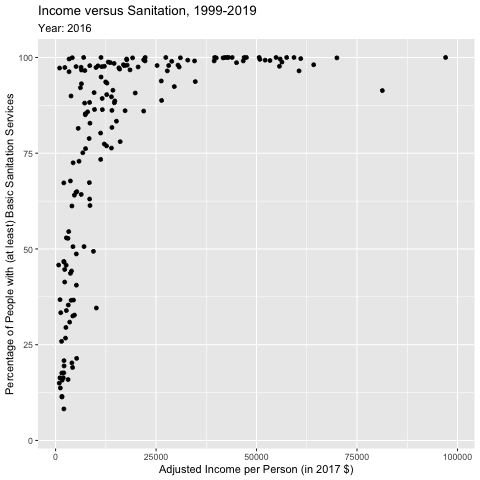 Income versus Sanitation, 1999-2019
Year: 2016
Percentage of People with (at least) Basic Sanitation Services
100
75
50
25
0
0 25000 50000 75000 100000
Adjusted Income per Person (in 2017 $)